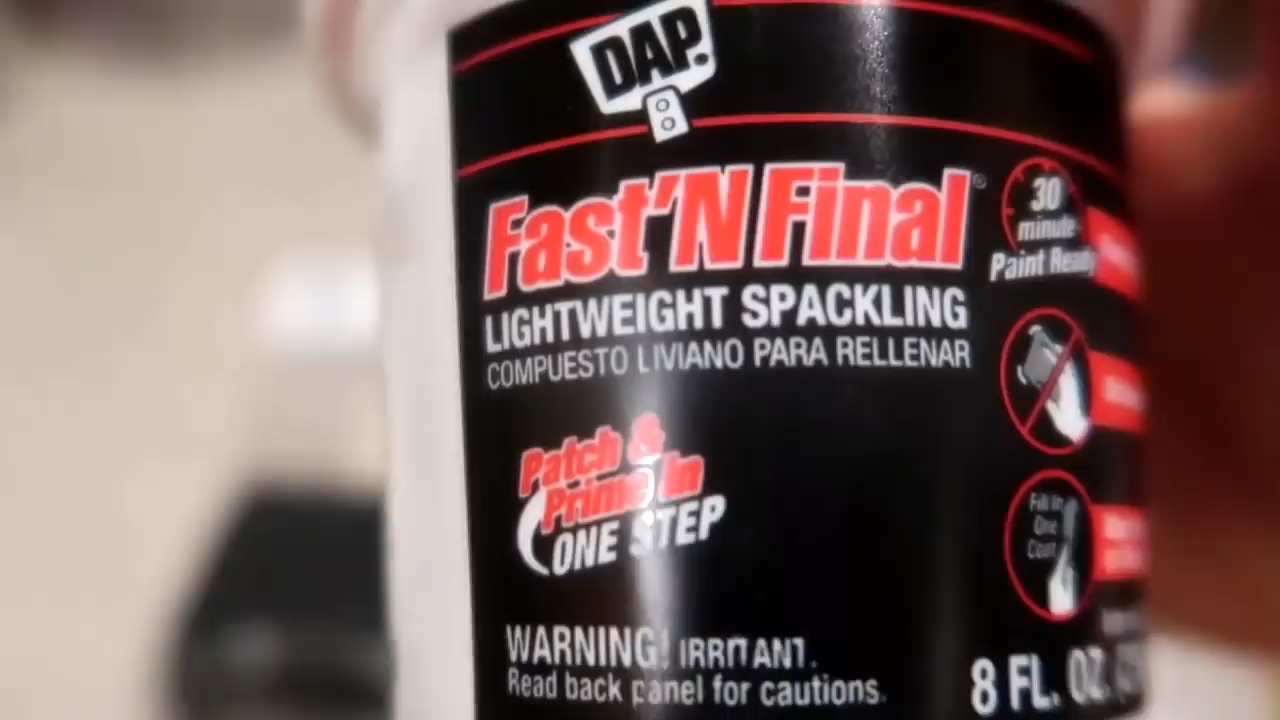 DAP.
Fast'N Final®
LIGHTWEIGHT SPACKLING
COMPUESTO LIVIANO PARA RELLENAR
30
minute
Paint Ready
Patch &
Prime In
ONE STEP
Fill In
One
Coat
WARNING! IRRITANT.
Read back panel for cautions.
8 FL. OZ.